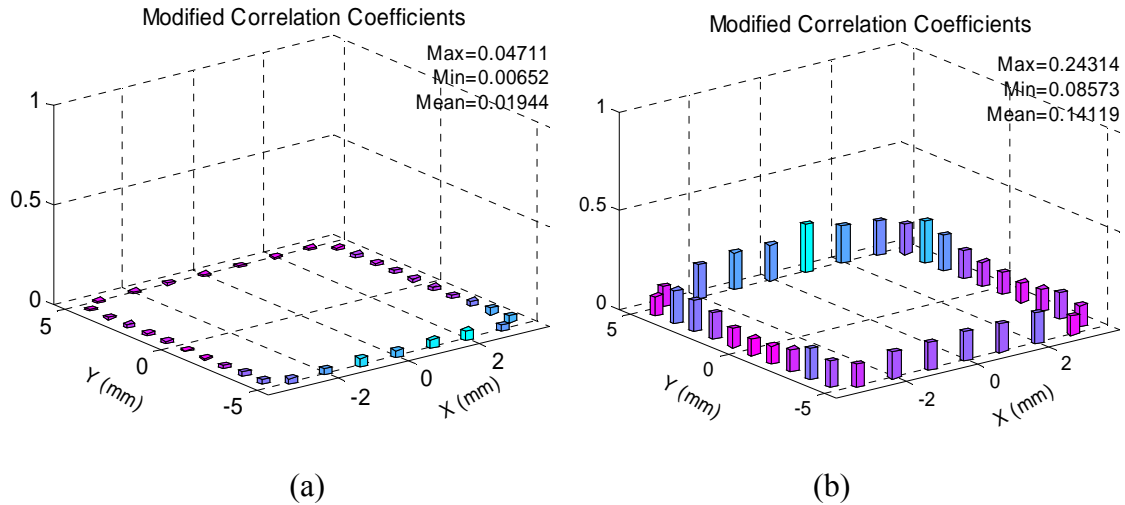 Modified Correlation Coefficients
Max=0.04711
Min=0.00652
Mean=0.01944
1
0.5
0
5
0
-5
Y (mm)
-2
0
2
X (mm)
(a)
Modified Correlation Coefficients
Max=0.24314
Min=0.08573
Mean=0.14119
1
0.5
0
5
0
-5
Y (mm)
-2
0
2
X (mm)
(b)